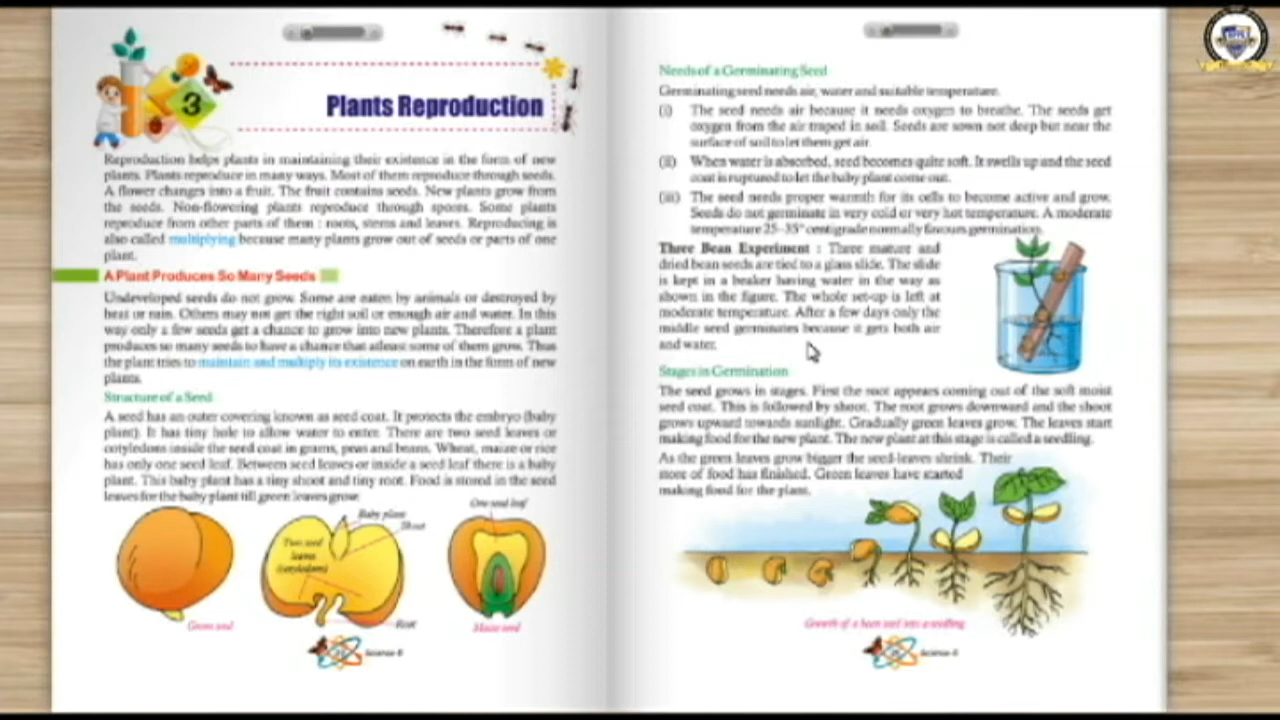 3
Plants Reproduction
Reproduction helps plants in maintaining their existence in the form of new
plants. Plants reproduce in many ways. Most of them reproduce through seeds.
A flower changes into a fruit. The fruit contains seeds. New plants grow from
the seeds. Non-flowering plants reproduce through spores. Some plants
reproduce from other parts of them : roots, stems and leaves. Reproducing is
also called multiplying because many plants grow out of seeds or parts of one
plant.
A Plant Produces So Many Seeds
Undeveloped seeds do not grow. Some are eaten by animals or destroyed by
heat or rain. Others may not get the right soil or enough air and water. In this
way only a few seeds get a chance to grow into new plants. Therefore a plant
produces so many seeds to have a chance that atleast some of them grow. Thus
the plant tries to maintain and multiply its existence on earth in the form of new
plants.
Structure of a Seed
A seed has an outer covering known as seed coat. It protects the embryo (baby
plant). It has tiny hole to allow water to enter. There are two seed leaves or
cotyledons inside the seed coat in grams, peas and beans. Wheat, maize or rice
has only one seed leaf. Between seed leaves or inside a seed leaf there is a baby
plant. This baby plant has a tiny shoot and tiny root. Food is stored in the seed
leaves for the baby plant till green leaves grow.
Baby plant
Shoot
Two seed
leaves
(cotyledons)
Root
One seed leaf
Gram seed
Maize seed
Science-5
Needs of a Germinating Seed
Germinating seed needs air, water and suitable temperature.
(i) The seed needs air because it needs oxygen to breathe. The seeds get
oxygen from the air traped in soil. Seeds are sown not deep but near the
surface of soil to let them get air.
(ii) When water is absorbed, seed becomes quite soft. It swells up and the seed
coat is ruptured to let the baby plant come out.
(iii) The seed needs proper warmth for its cells to become active and grow.
Seeds do not germinate in very cold or very hot temperature. A moderate
temperature 25–35° centigrade normally favours germination.
Three Bean Experiment : Three mature and
dried bean seeds are tied to a glass slide. The slide
is kept in a beaker having water in the way as
shown in the figure. The whole set-up is left at
moderate temperature. After a few days only the
middle seed germinates because it gets both air
and water.
Stages in Germination
The seed grows in stages. First the root appears coming out of the soft moist
seed coat. This is followed by shoot. The root grows downward and the shoot
grows upward towards sunlight. Gradually green leaves grow. The leaves start
making food for the new plant. The new plant at this stage is called a seedling.
As the green leaves grow bigger the seed-leaves shrink. Their
store of food has finished. Green leaves have started
making food for the plant.
Growth of a bean seed into a seedling
Science-5